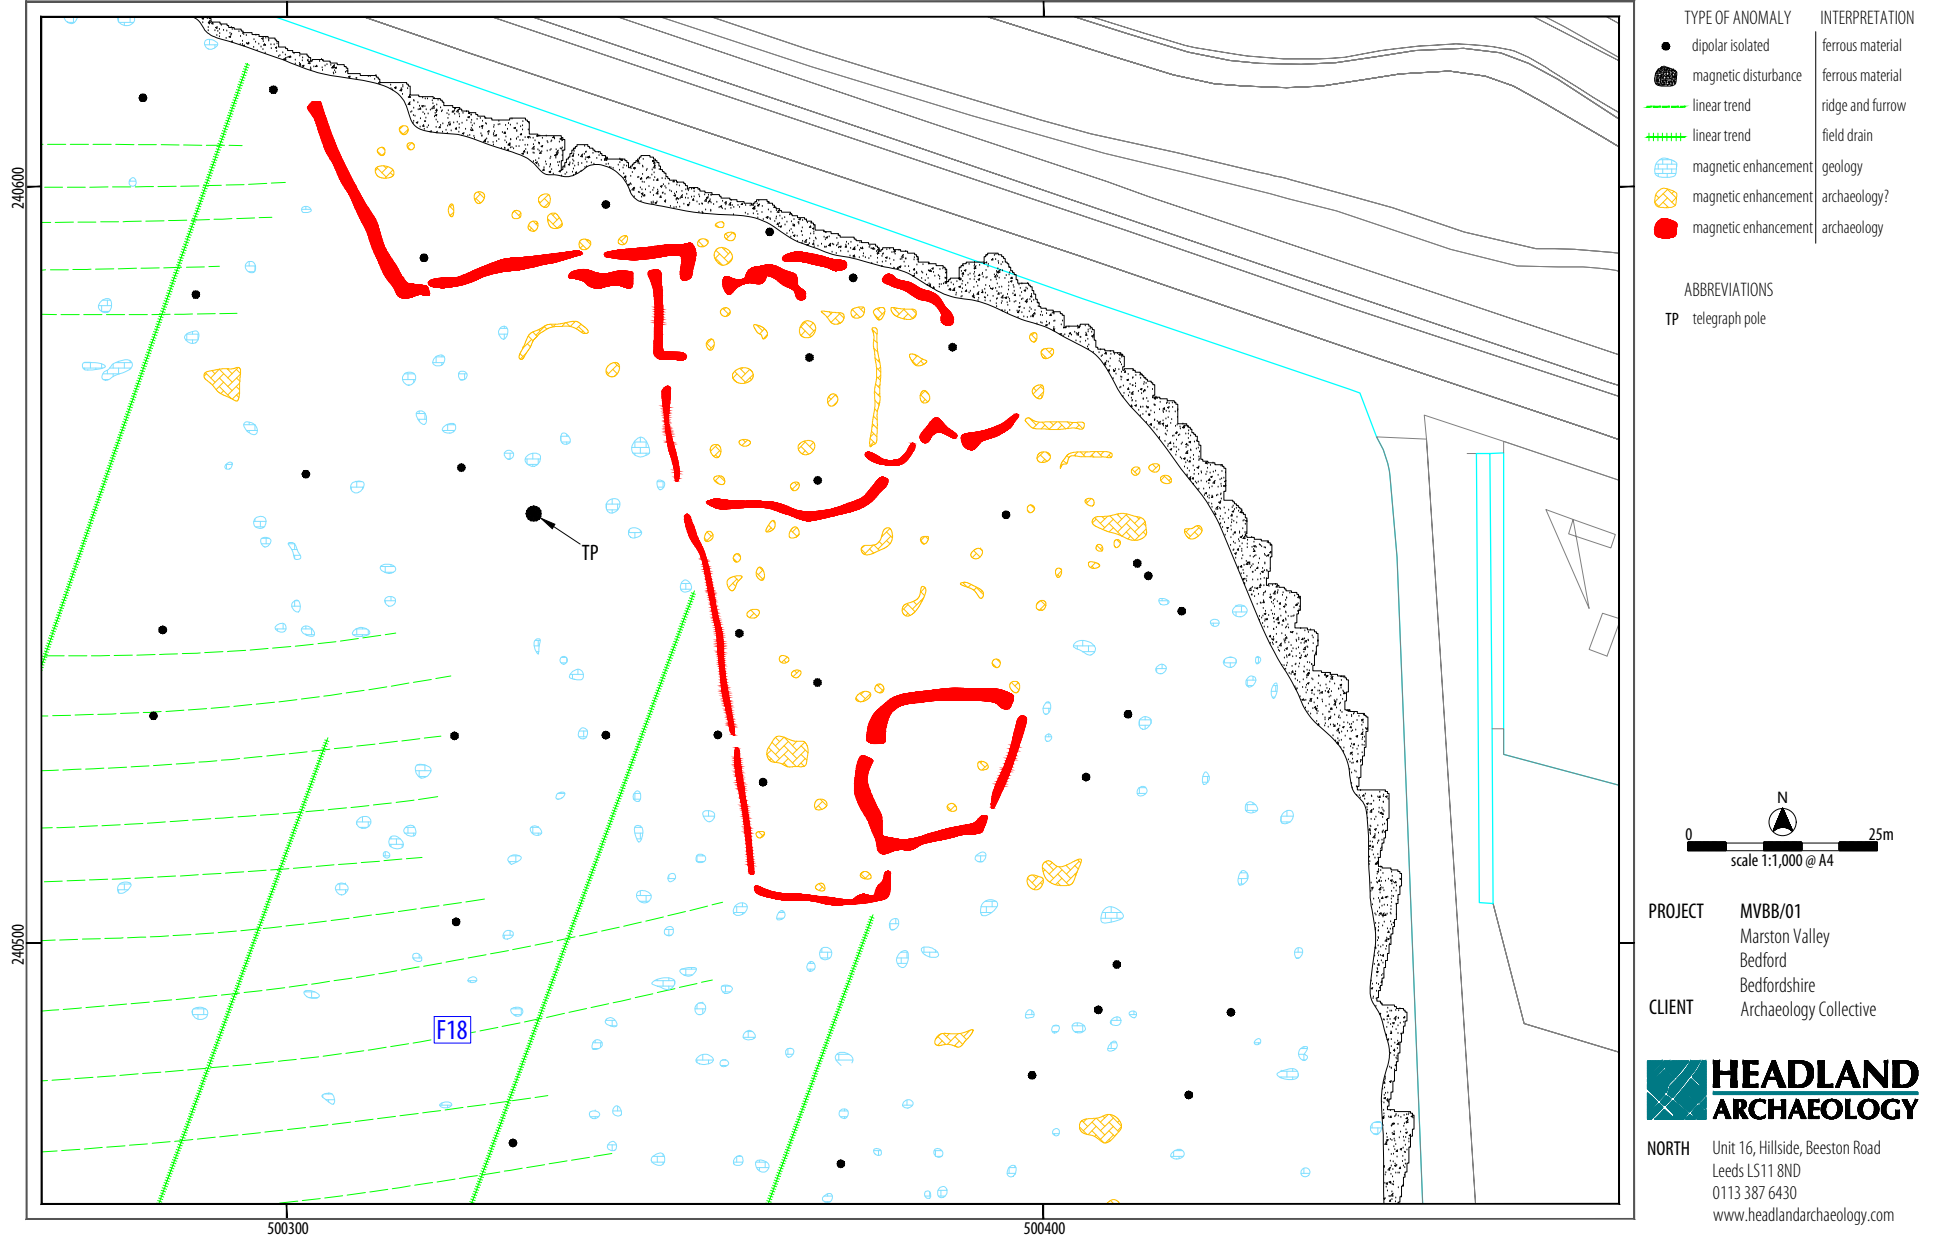 TYPE OF ANOMALY INTERPRETATION
dipolar isolated ferrous material
magnetic disturbance ferrous material
linear trend ridge and furrow
linear trend field drain
magnetic enhancement geology
magnetic enhancement archaeology?
magnetic enhancement archaeology
ABBREVIATIONS
TP telegraph pole
240600
TP
F18
240500
500300
500400
N
0 25m
scale 1:1,000 @ A4
PROJECT MVBB/01
Marston Valley
Bedford
Bedfordshire
CLIENT Archaeology Collective
HEADLAND
ARCHAEOLOGY
NORTH Unit 16, Hillside, Beeston Road
Leeds LS11 8ND
0113 387 6430
www.headlandarchaeology.com